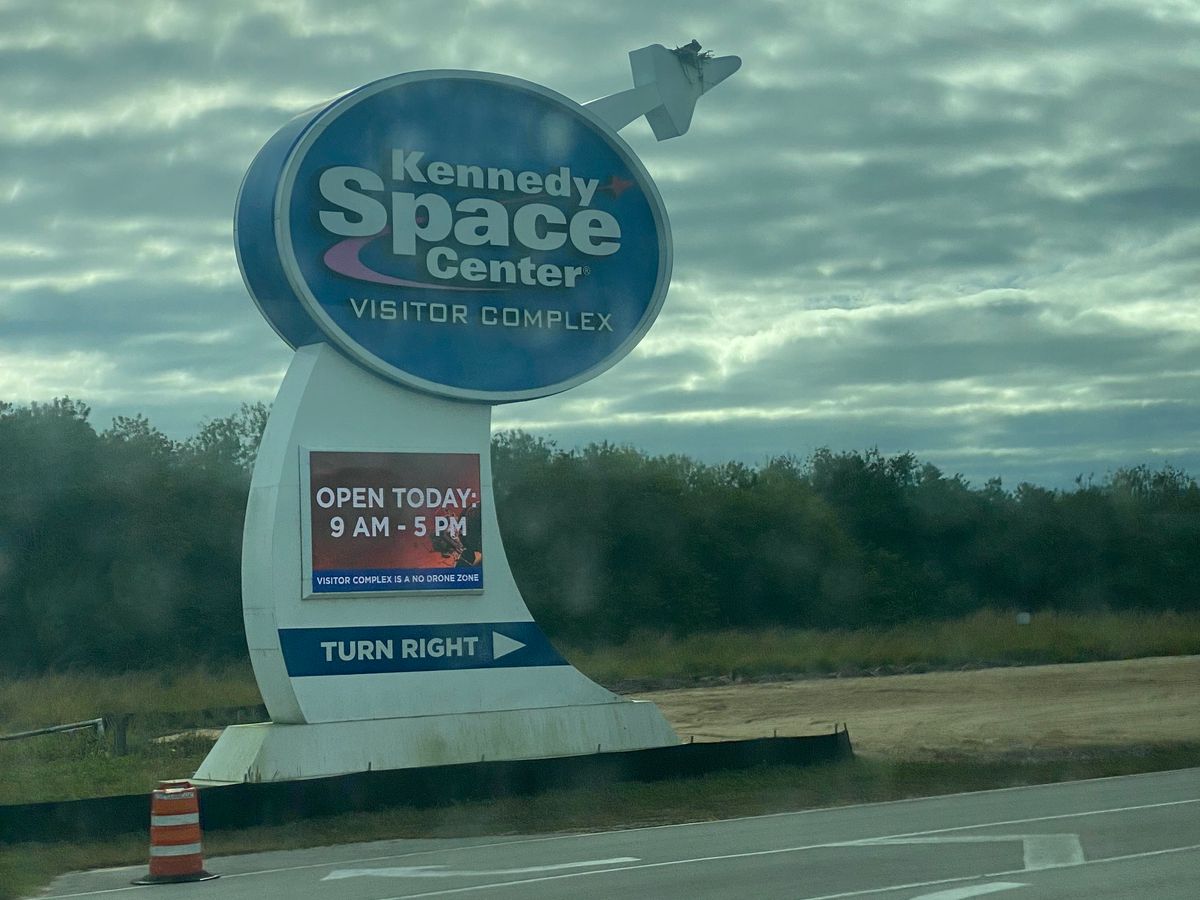 Kennedy
Space
Center®
VISITOR COMPLEX
OPEN TODAY:
9 AM - 5 PM
VISITOR COMPLEX IS A NO DRONE ZONE
TURN RIGHT